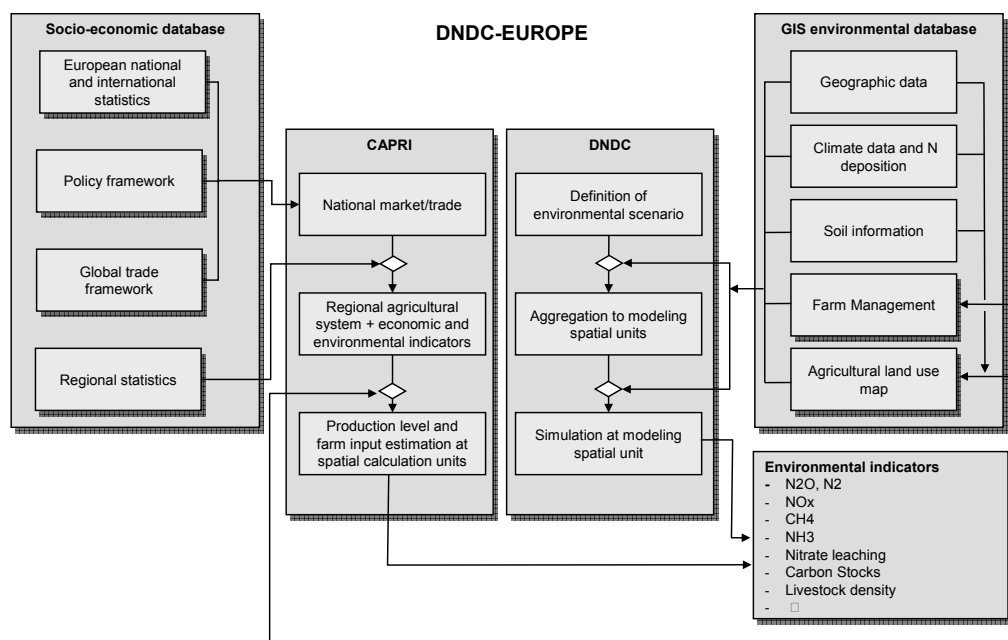 DNDC-EUROPE
Socio-economic database
European national
and international
statistics
Policy framework
Global trade
framework
Regional statistics
CAPRI
National market/trade
Regional agricultural
system + economic and
environmental indicators
Production level and
farm input estimation at
spatial calculation units
DNDC
Definition of
environmental scenario
Aggregation to modeling
spatial units
Simulation at modeling
spatial unit
GIS environmental database
Geographic data
Climate data and N
deposition
Soil information
Farm Management
Agricultural land use
map
Environmental indicators
- N2O, N2
- NOx
- CH4
- NH3
- Nitrate leaching
- Carbon Stocks
- Livestock density
- □